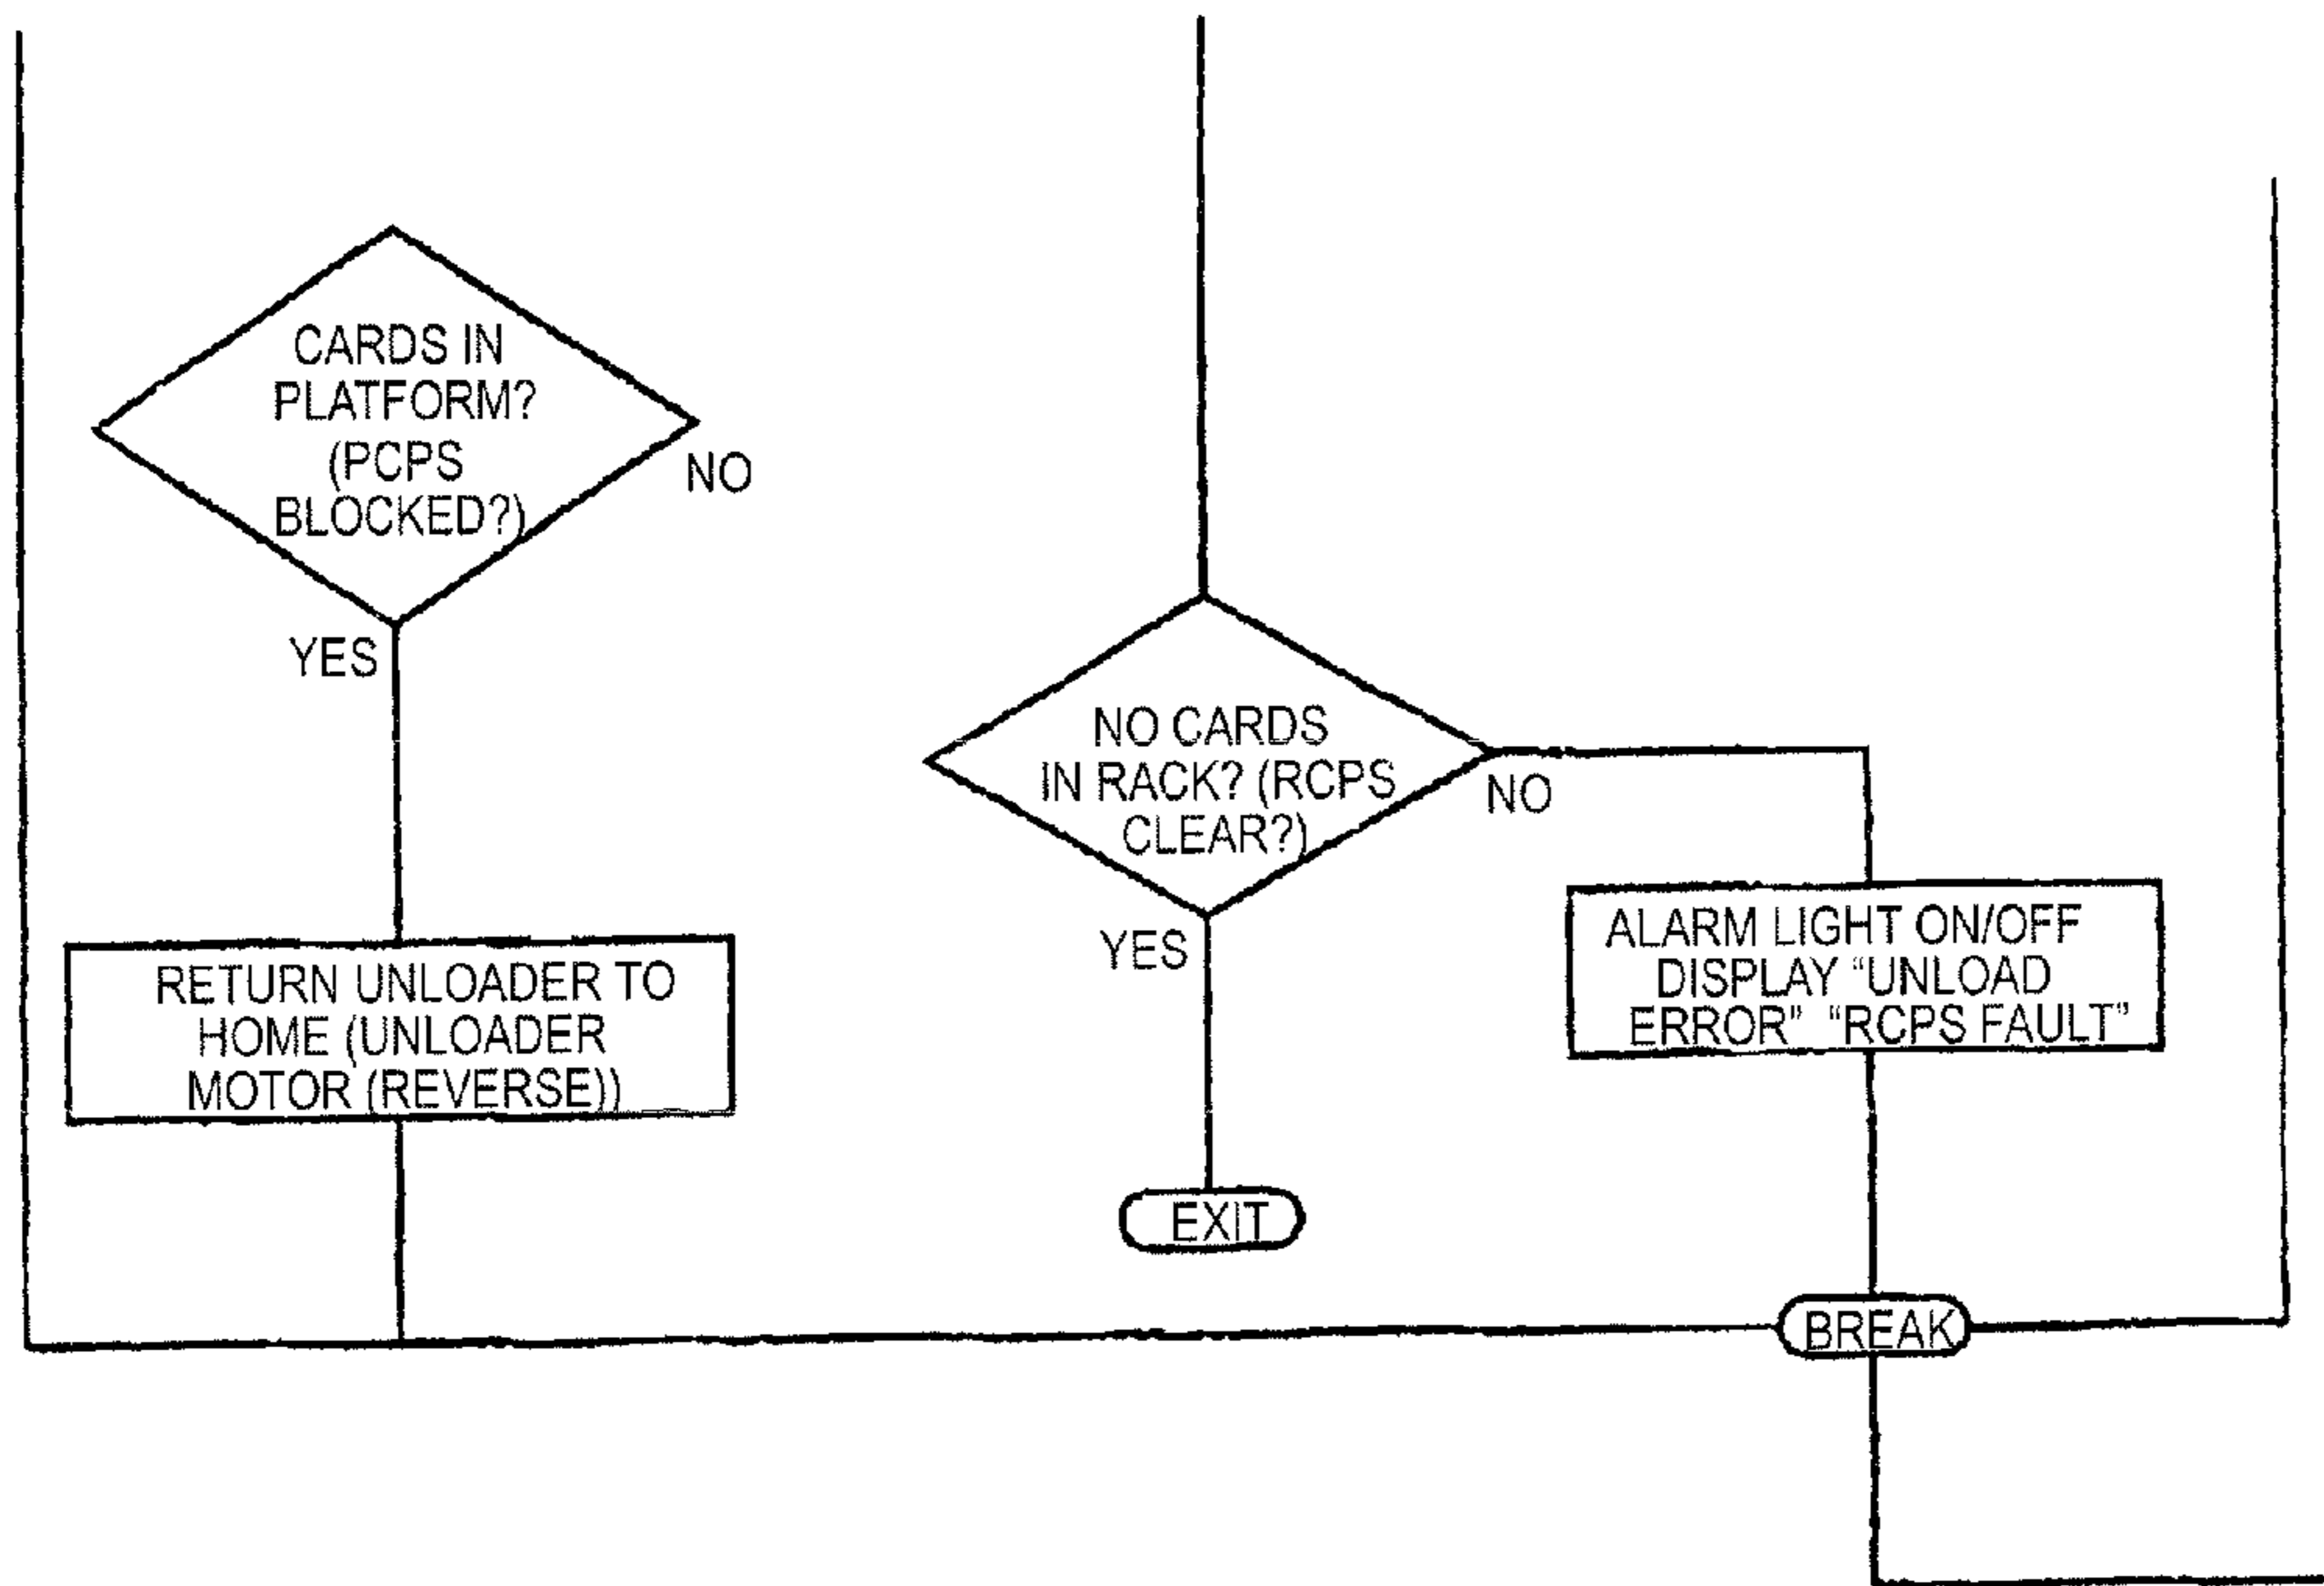 CARDS IN
PLATFORM?
(PCPS
BLOCKED?)
NO
YES
RETURN UNLOADER TO
HOME (UNLOADER
MOTOR (REVERSE))
NO CARDS
IN RACK? (RCPS
CLEAR?)
NO
YES
EXIT
ALARM LIGHT ON/OFF
DISPLAY “UNLOAD
ERROR” “RCPS FAULT”
BREAK